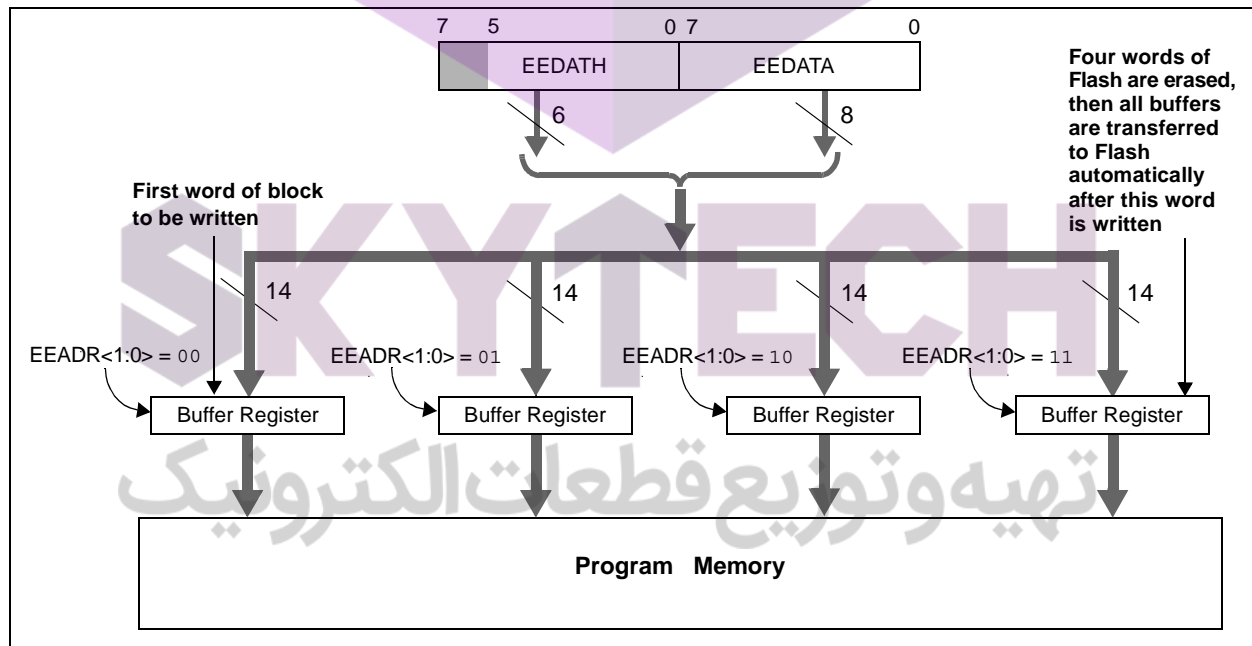 7 5 0 7 0
EEDATH EEDATA
6 8
Four words of
Flash are erased,
then all buffers
are transferred
to Flash
automatically
after this word
is written
First word of block
to be written
SKYTECH
14 14 14 14
EEADR<1:0> = 00 EEADR<1:0> = 01 EEADR<1:0> = 10 EEADR<1:0> = 11
Buffer Register Buffer Register Buffer Register Buffer Register
تهیه و توزیع قطعات الکترونیک
Program Memory